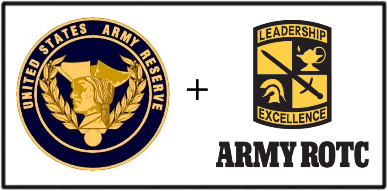 UNITED STATES ARMY RESERVE
+
LEADERSHIP
EXCELLENCE
ARMY ROTC